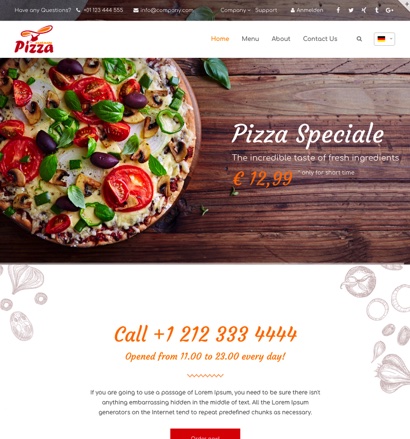 Have any Questions? +01 123 444 555 info@company.com Company Support Anmelden
Pizza
Home Menu About Contact Us
Pizza Speciale
The incredible taste of fresh ingredients
€ 12,99 * only for short time
Call +1 212 333 4444
Opened from 11.00 to 23.00 every day!
If you are going to use a passage of Lorem Ipsum, you need to be sure there isn't
anything embarrassing hidden in the middle of text. All the Lorem Ipsum
generators on the Internet tend to repeat predefined chunks as necessary.
Order now!